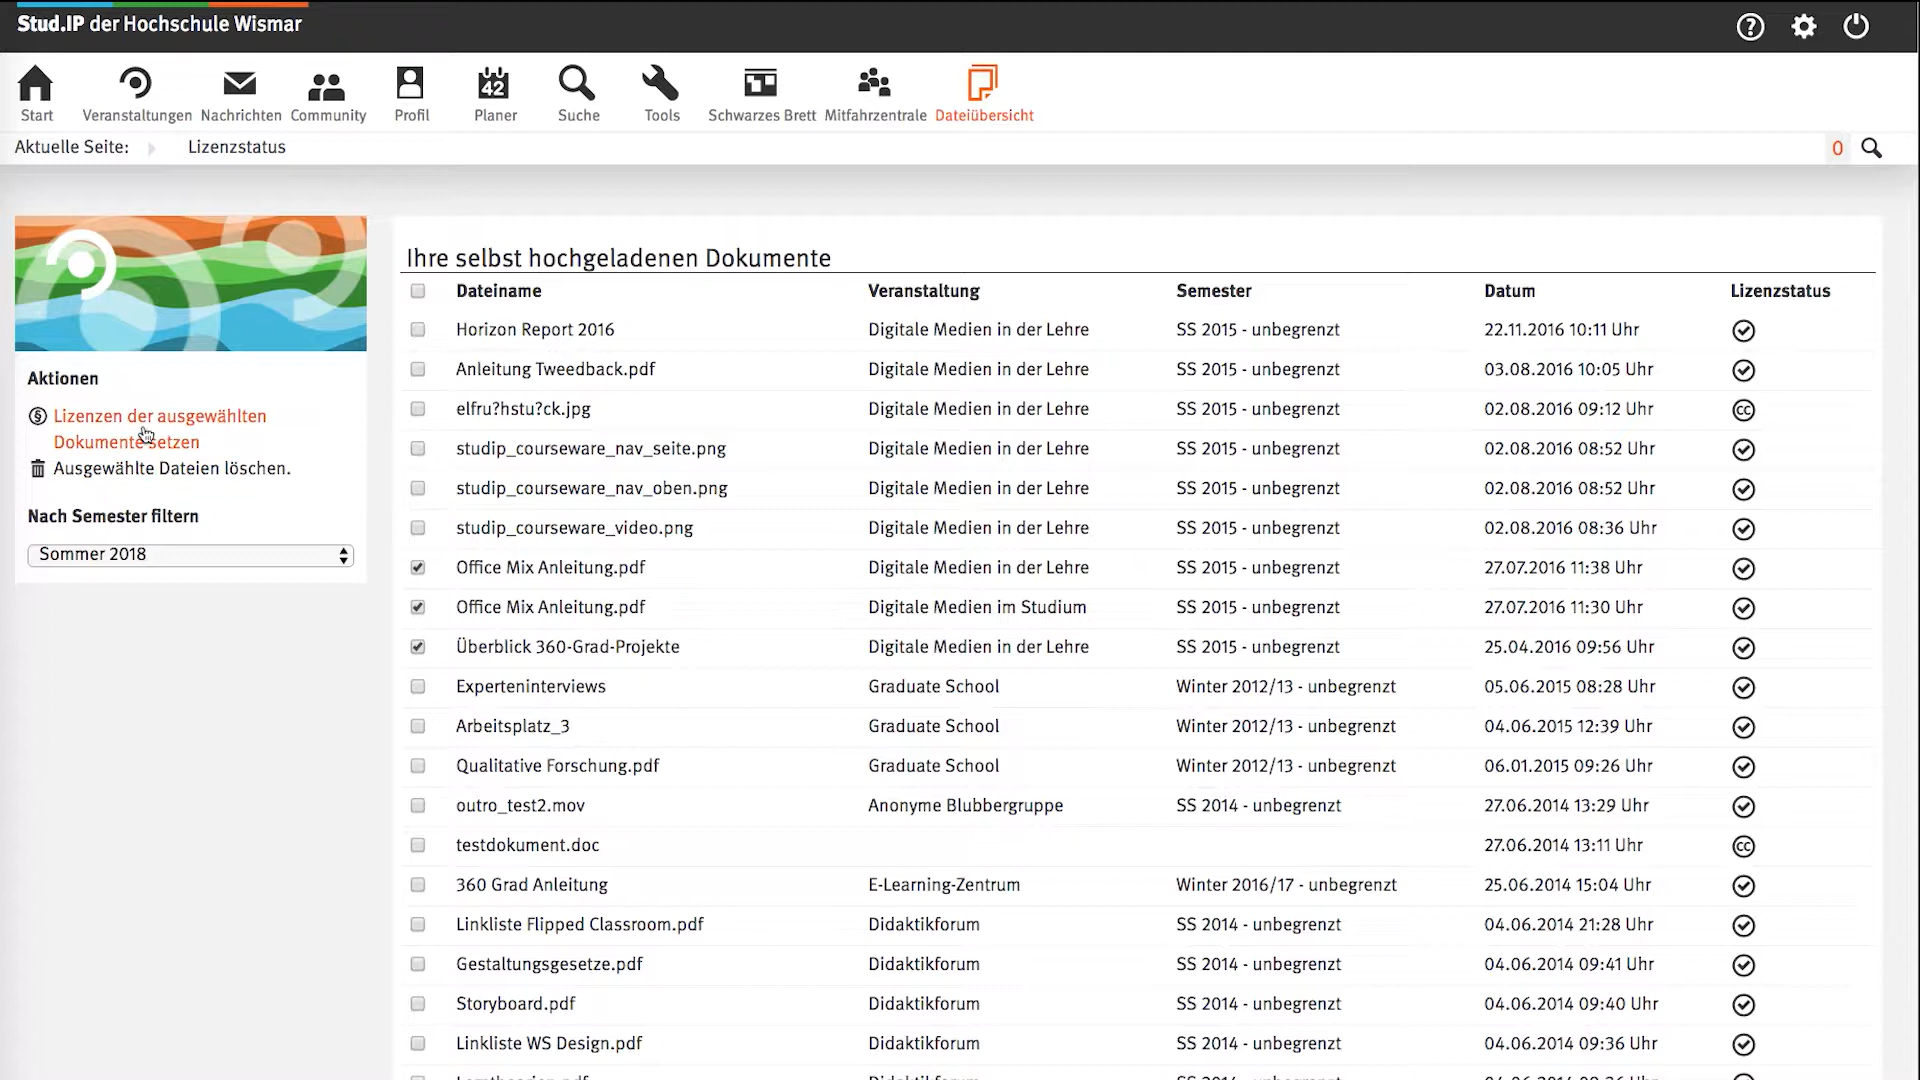 Stud.IP der Hochschule Wismar
Start Veranstaltungen Nachrichten Community Profil 42 Planer Suche Tools Schwarzes Brett Mitfahrzentrale Dateiübersicht
Aktuelle Seite: Lizenzstatus 0
Aktionen
§ Lizenzen der ausgewählten
Dokumente setzen
Ausgewählte Dateien löschen.
Nach Semester filtern
Sommer 2018
Ihre selbst hochgeladenen Dokumente
Dateiname Veranstaltung Semester Datum Lizenzstatus
Horizon Report 2016 Digitale Medien in der Lehre SS 2015 - unbegrenzt 22.11.2016 10:11 Uhr
Anleitung Tweedback.pdf Digitale Medien in der Lehre SS 2015 - unbegrenzt 03.08.2016 10:05 Uhr
elfru?hstu?ck.jpg Digitale Medien in der Lehre SS 2015 - unbegrenzt 02.08.2016 09:12 Uhr cc
studip_courseware_nav_seite.png Digitale Medien in der Lehre SS 2015 - unbegrenzt 02.08.2016 08:52 Uhr
studip_courseware_nav_oben.png Digitale Medien in der Lehre SS 2015 - unbegrenzt 02.08.2016 08:52 Uhr
studip_courseware_video.png Digitale Medien in der Lehre SS 2015 - unbegrenzt 02.08.2016 08:36 Uhr
Office Mix Anleitung.pdf Digitale Medien in der Lehre SS 2015 - unbegrenzt 27.07.2016 11:38 Uhr
Office Mix Anleitung.pdf Digitale Medien im Studium SS 2015 - unbegrenzt 27.07.2016 11:30 Uhr
Überblick 360-Grad-Projekte Digitale Medien in der Lehre SS 2015 - unbegrenzt 25.04.2016 09:56 Uhr
Experteninterviews Graduate School Winter 2012/13 - unbegrenzt 05.06.2015 08:28 Uhr
Arbeitsplatz_3 Graduate School Winter 2012/13 - unbegrenzt 04.06.2015 12:39 Uhr
Qualitative Forschung.pdf Graduate School Winter 2012/13 - unbegrenzt 06.01.2015 09:26 Uhr
outro_test2.mov Anonyme Blubbergruppe SS 2014 - unbegrenzt 27.06.2014 13:29 Uhr
testdokument.doc 27.06.2014 13:11 Uhr cc
360 Grad Anleitung E-Learning-Zentrum Winter 2016/17 - unbegrenzt 25.06.2014 15:04 Uhr
Linkliste Flipped Classroom.pdf Didaktikforum SS 2014 - unbegrenzt 04.06.2014 21:28 Uhr
Gestaltungsgesetze.pdf Didaktikforum SS 2014 - unbegrenzt 04.06.2014 09:41 Uhr
Storyboard.pdf Didaktikforum SS 2014 - unbegrenzt 04.06.2014 09:40 Uhr
Linkliste WS Design.pdf Didaktikforum SS 2014 - unbegrenzt 04.06.2014 09:36 Uhr